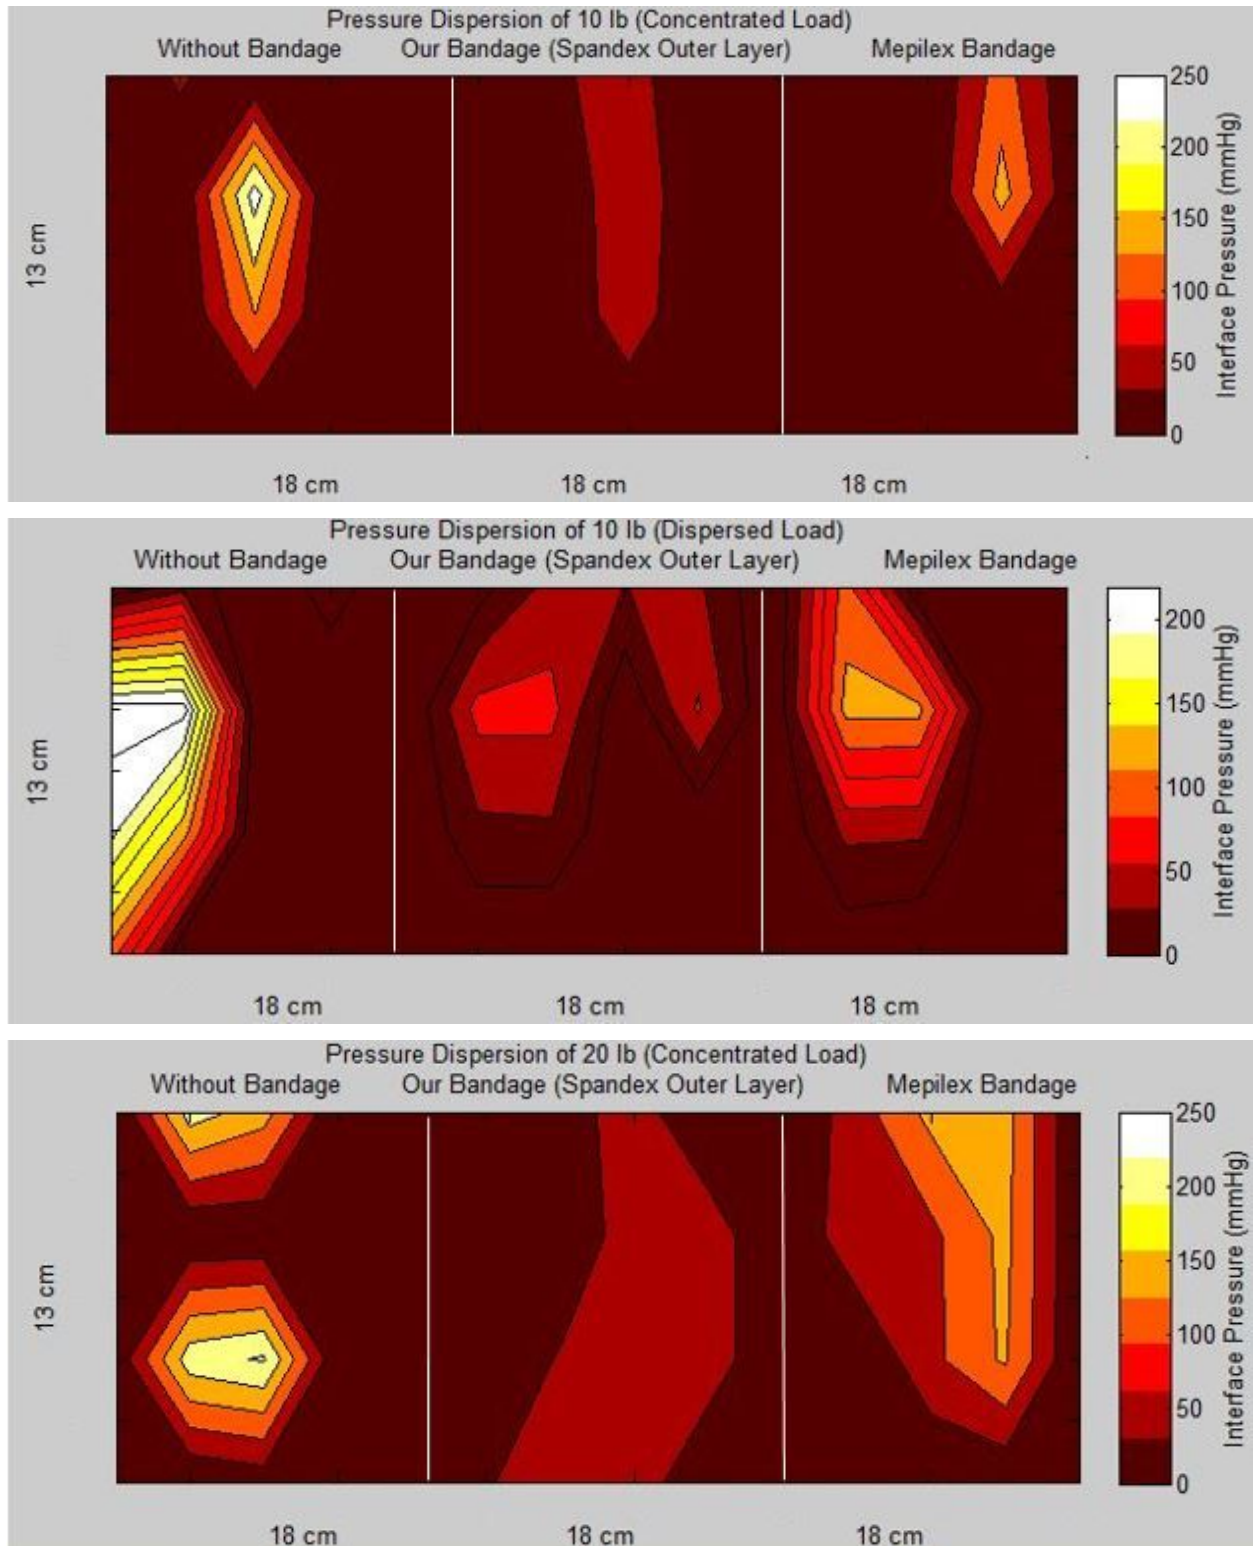 Pressure Dispersion of 10 lb (Concentrated Load)
Without Bandage Our Bandage (Spandex Outer Layer) Mepilex Bandage
250
200
150
100
50
0
Interface Pressure (mmHg)
13 cm
18 cm 18 cm 18 cm
Pressure Dispersion of 10 lb (Dispersed Load)
Without Bandage Our Bandage (Spandex Outer Layer) Mepilex Bandage
200
150
100
50
0
Interface Pressure (mmHg)
13 cm
18 cm 18 cm 18 cm
Pressure Dispersion of 20 lb (Concentrated Load)
Without Bandage Our Bandage (Spandex Outer Layer) Mepilex Bandage
250
200
150
100
50
0
Interface Pressure (mmHg)
13 cm
18 cm 18 cm 18 cm